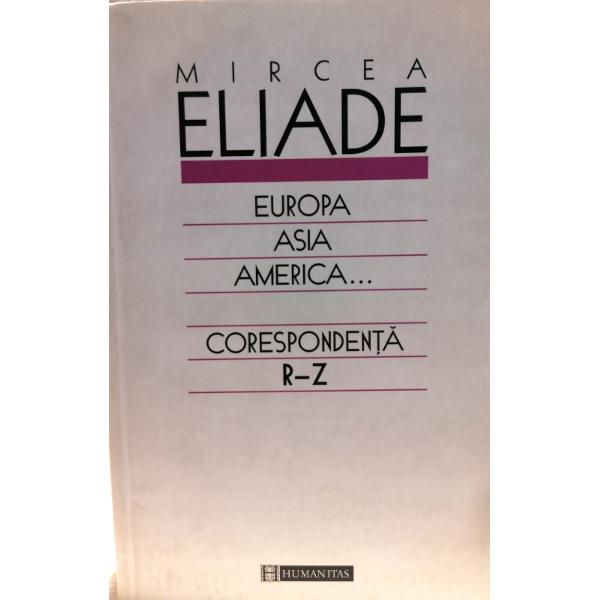 MIRCEA
ELIADE
EUROPA
ASIA
AMERICA...
CORESPONDENȚĂ
R–Z
HUMANITAS